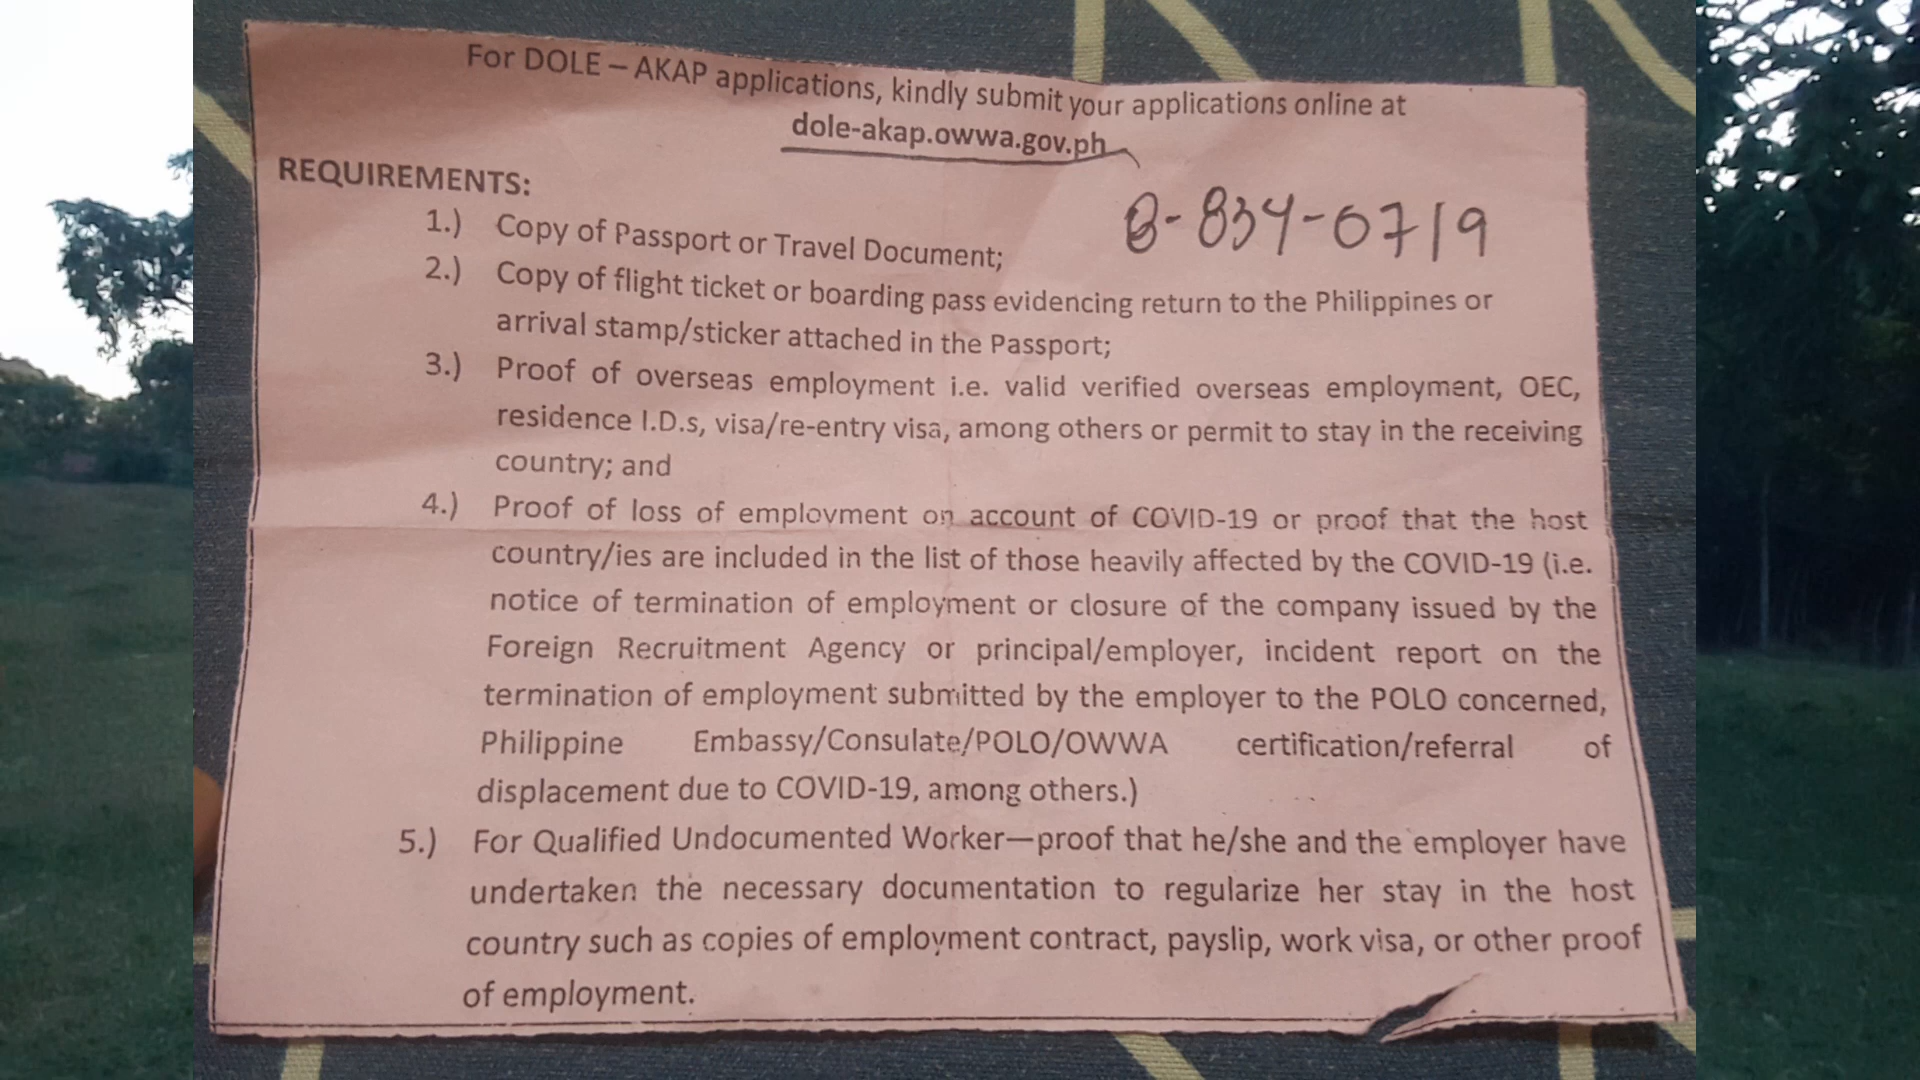 For DOLE – AKAP applications, kindly submit your applications online at
dole-akap.owwa.gov.ph
REQUIREMENTS:
8-834-0719
1.) Copy of Passport or Travel Document;
2.) Copy of flight ticket or boarding pass evidencing return to the Philippines or
arrival stamp/sticker attached in the Passport;
3.) Proof of overseas employment i.e. valid verified overseas employment, OEC,
residence I.D.s, visa/re-entry visa, among others or permit to stay in the receiving
country; and
4.) Proof of loss of employment on account of COVID-19 or proof that the host
country/ies are included in the list of those heavily affected by the COVID-19 (i.e.
notice of termination of employment or closure of the company issued by the
Foreign Recruitment Agency or principal/employer, incident report on the
termination of employment submitted by the employer to the POLO concerned,
Philippine Embassy/Consulate/POLO/OWWA certification/referral of
displacement due to COVID-19, among others.)
5.) For Qualified Undocumented Worker—proof that he/she and the employer have
undertaken the necessary documentation to regularize her stay in the host
country such as copies of employment contract, payslip, work visa, or other proof
of employment.